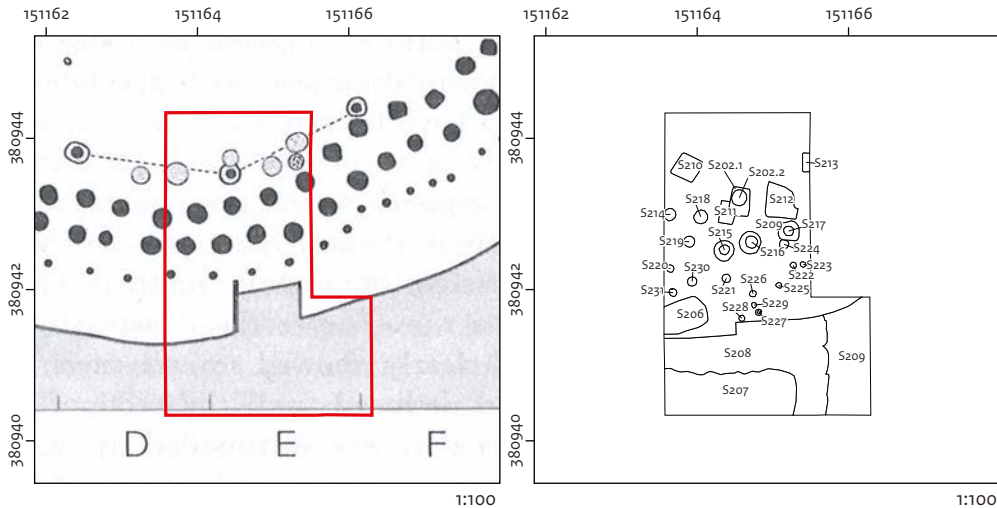 151162 151164 151166
380944
380942
380940
D E F
1:100
151162 151164 151166
380944
380942
380940
S210 S202.1 S213
S202.2
S218 S212
S214 S211 S209 S217
S215
S219 S216 S224
S220 S230 S223
S222
S231 S221 S226 S225
S206 S228 S229
S227
S208 S209
S207
1:100